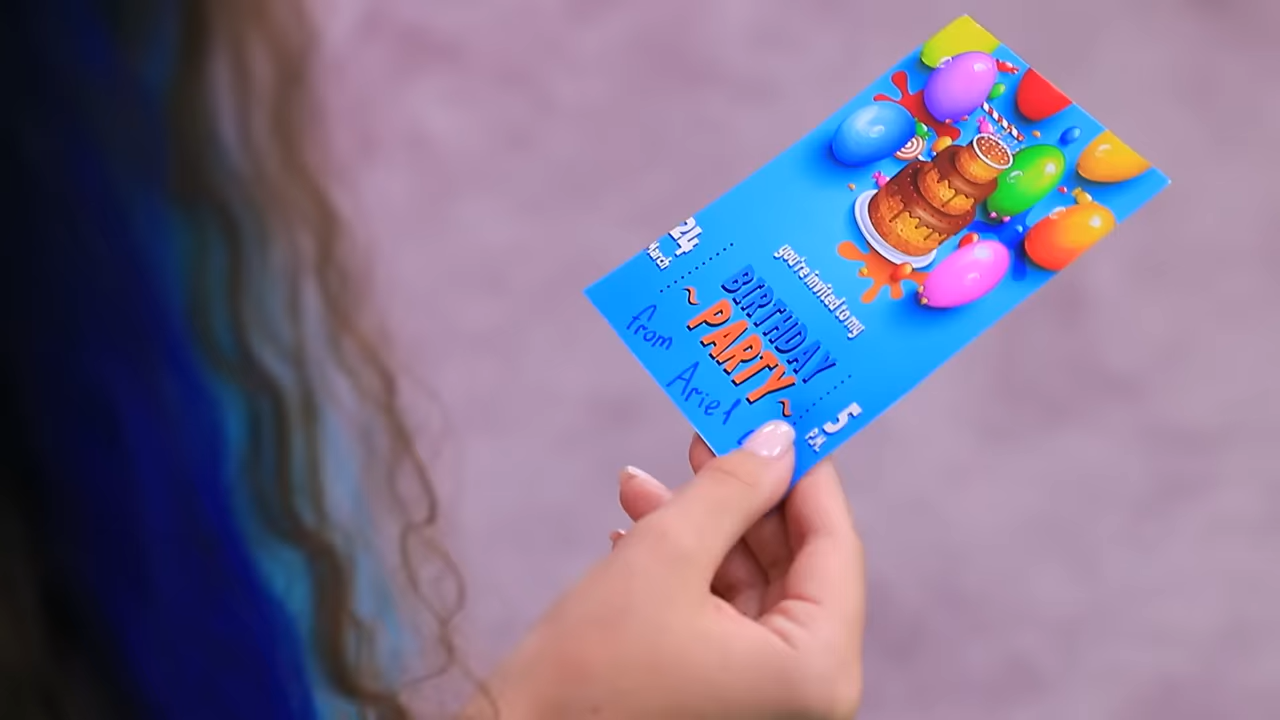 you're invited to my
BIRTHDAY
~ PARTY ~
24
March
5
P.M.
from
Ariel